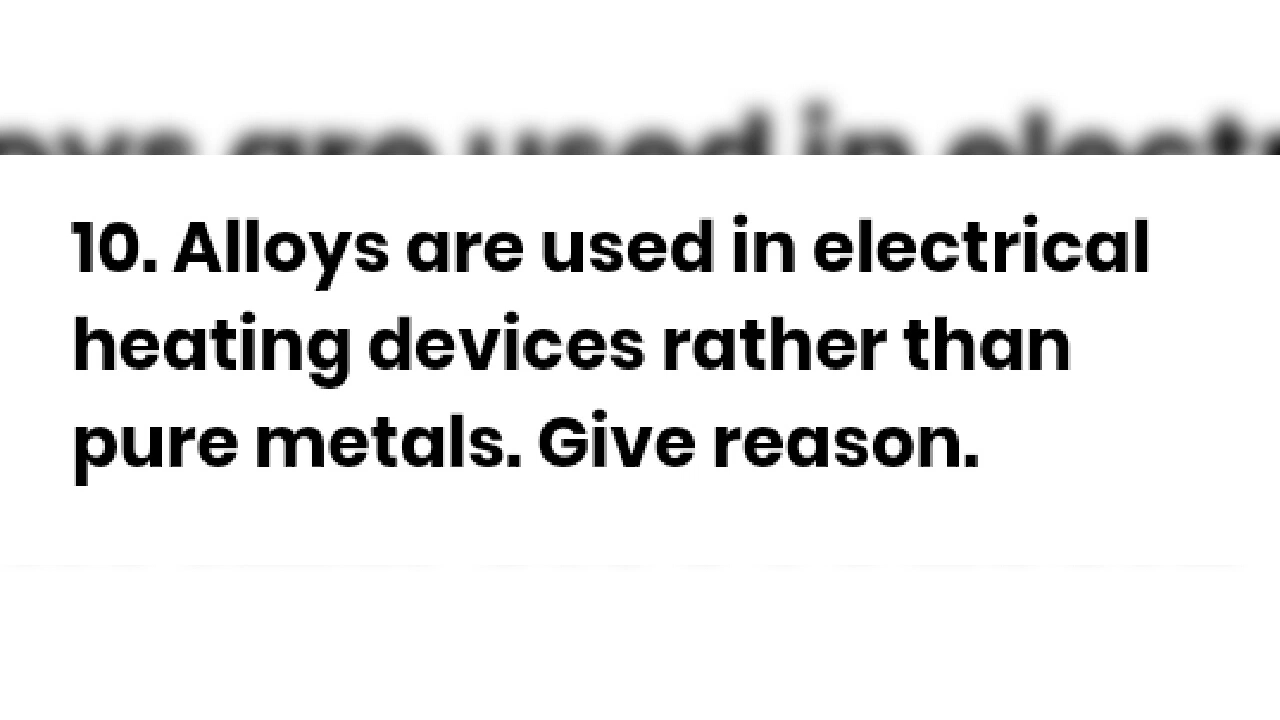 10. Alloys are used in electrical
heating devices rather than
pure metals. Give reason.